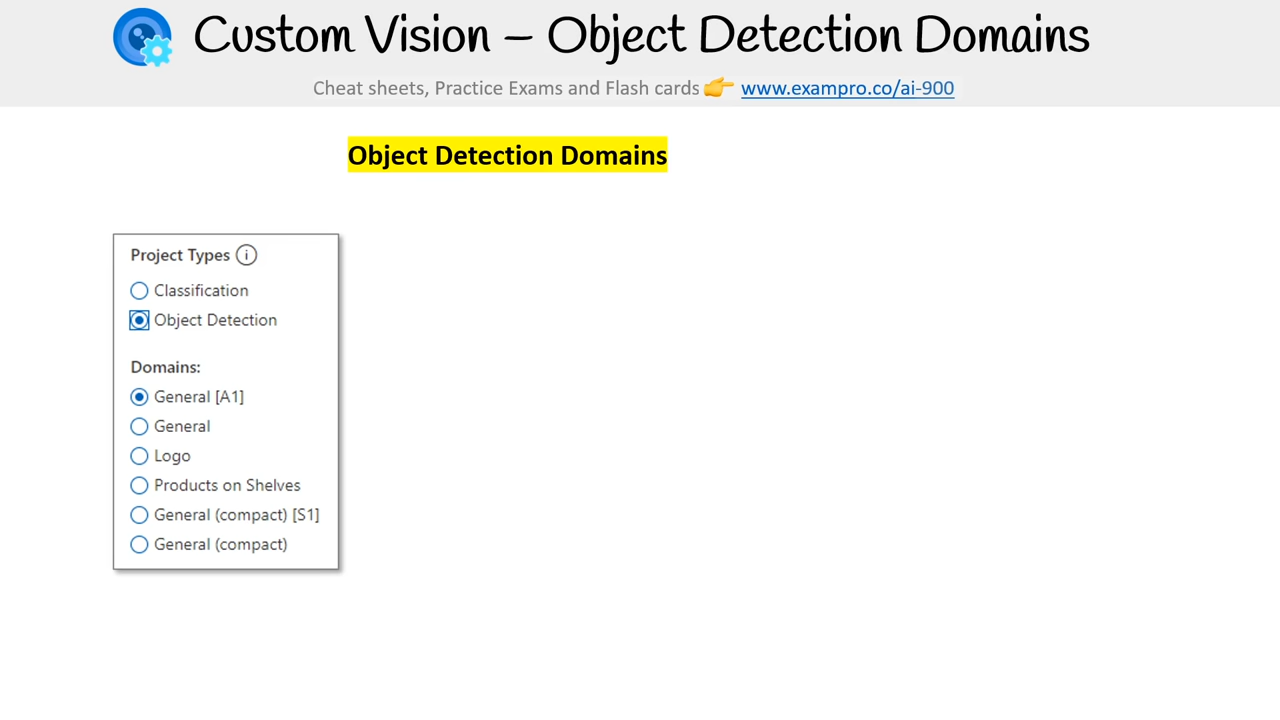 Custom Vision – Object Detection Domains
Cheat sheets, Practice Exams and Flash cards 👉 www.exampro.co/ai-900
Object Detection Domains
Project Types i
Classification
Object Detection
Domains:
General [A1]
General
Logo
Products on Shelves
General (compact) [S1]
General (compact)